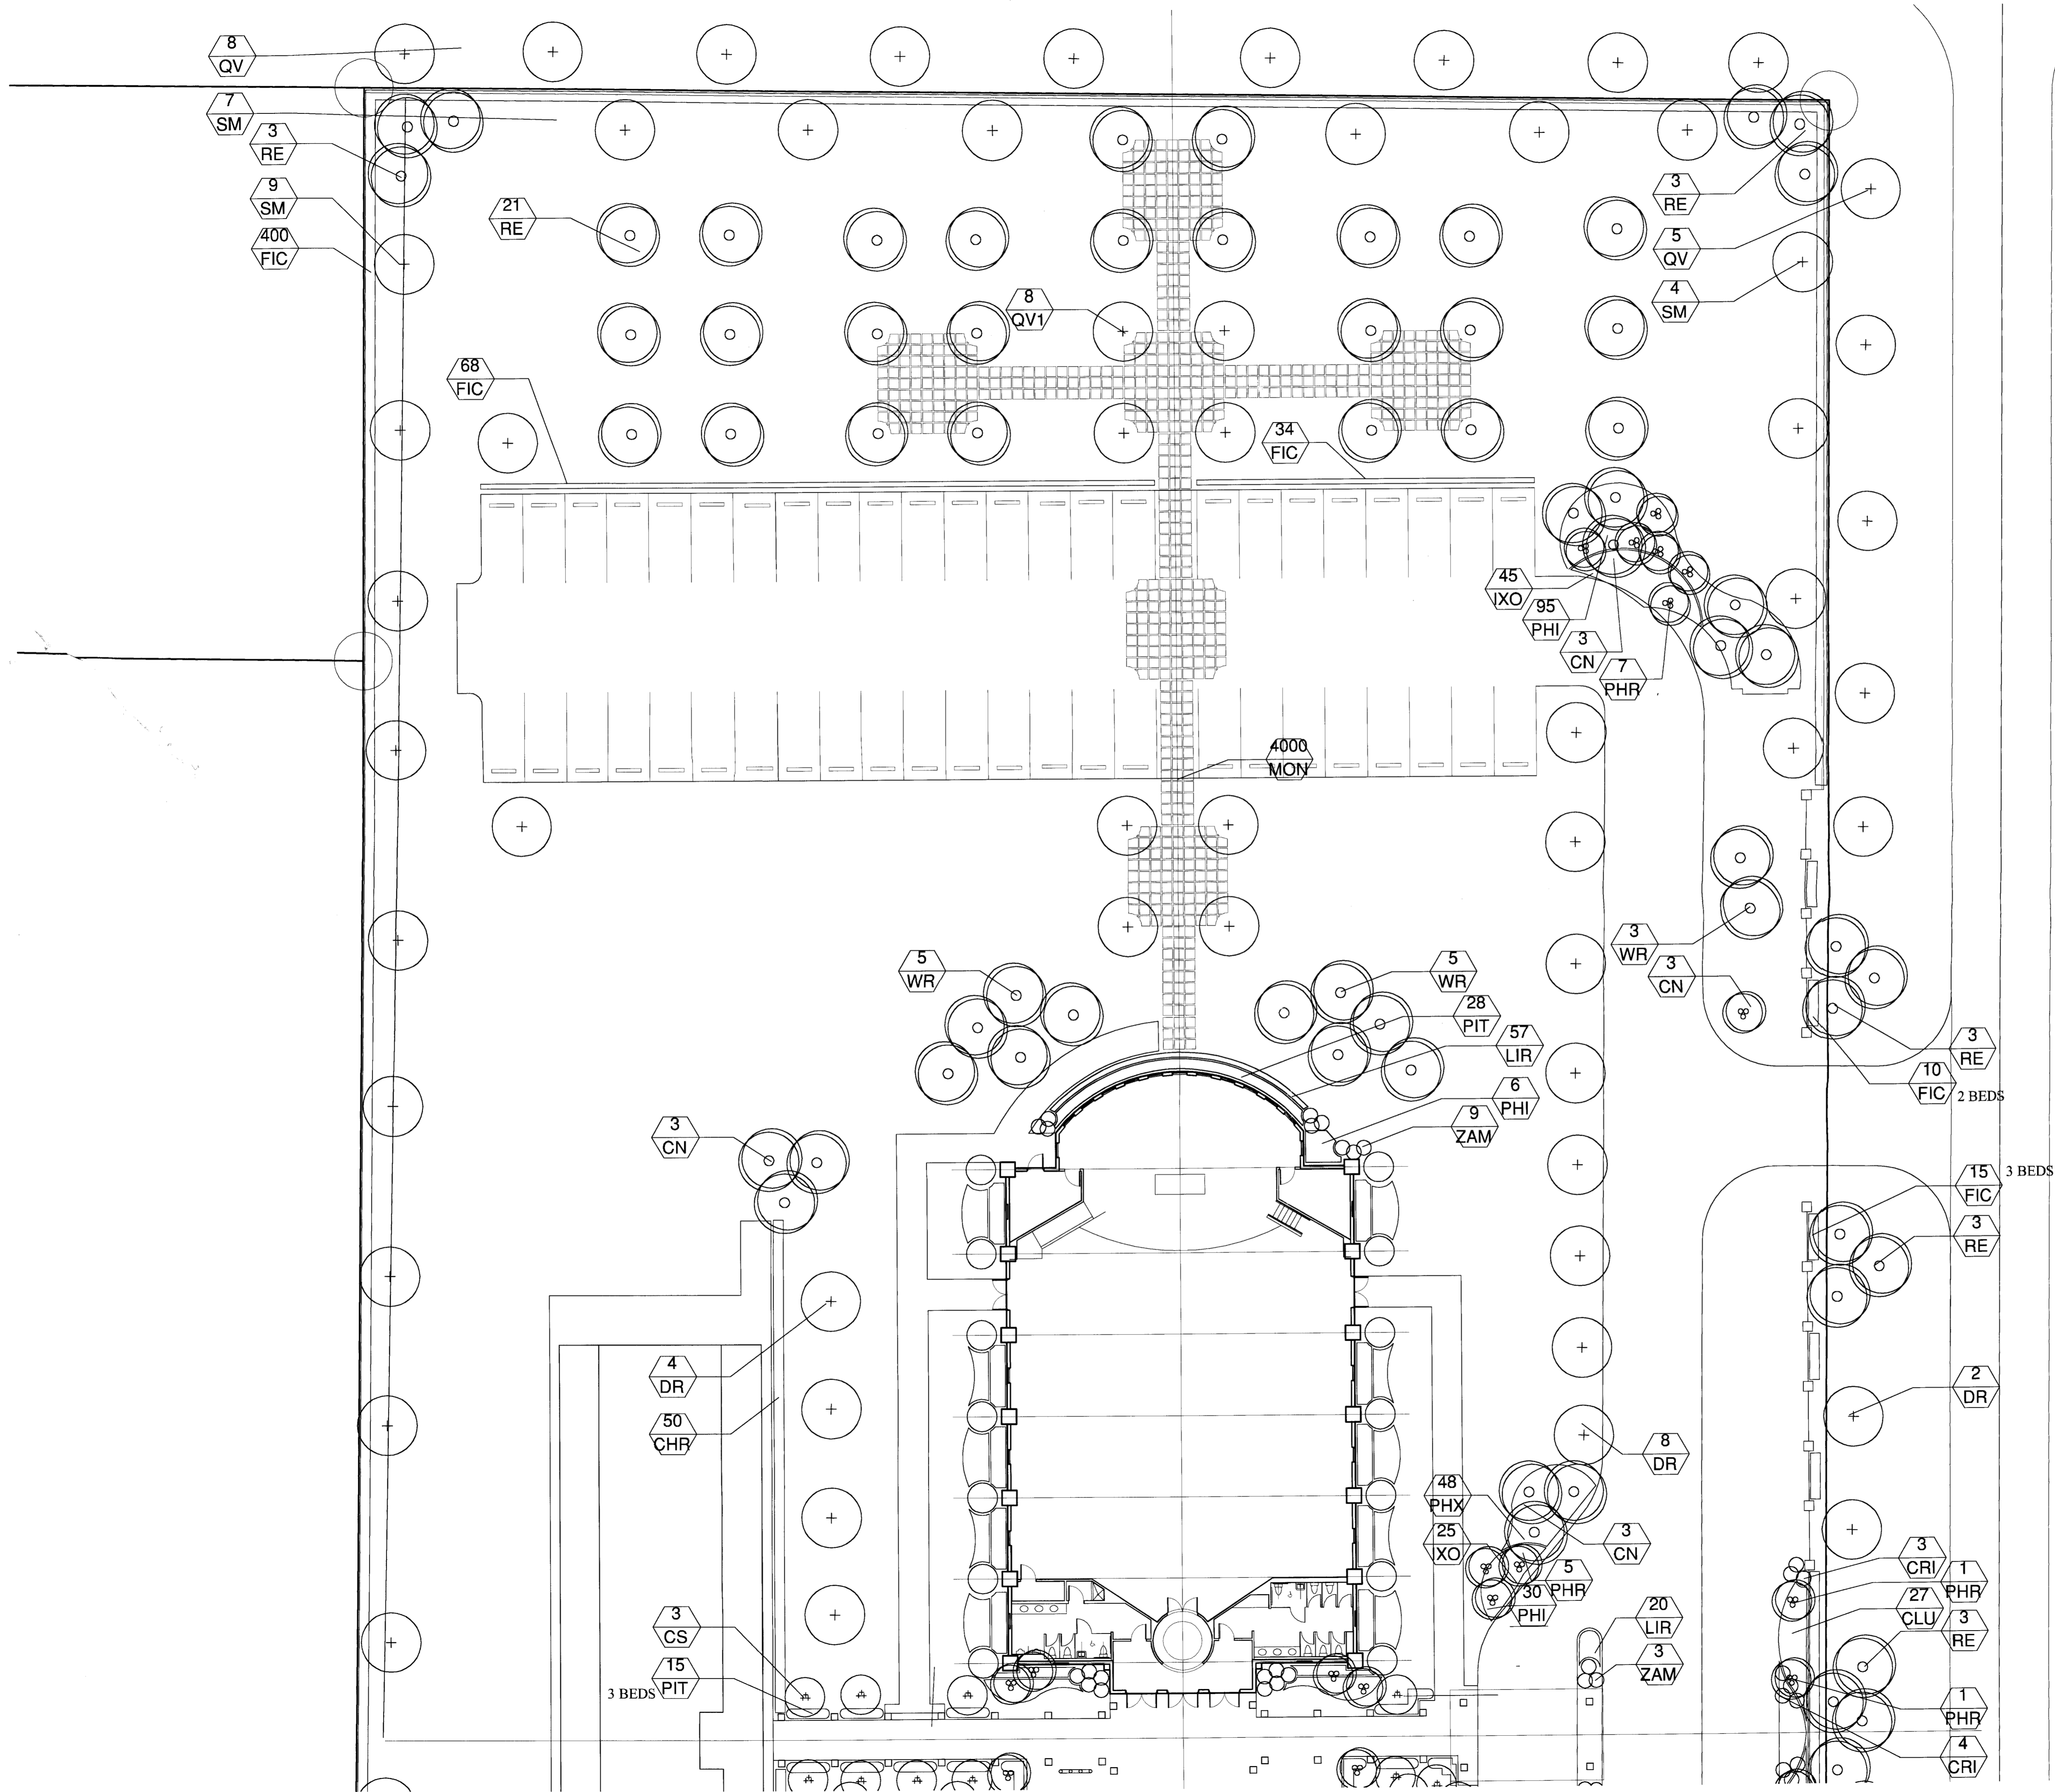 8
QV
7
SM
3
RE
9
SM
400
FIC
21
RE
3
RE
5
QV
4
SM
8
QV1
68
FIC
34
FIC
45
IXO
95
PHI
3
CN
7
PHR
4000
MON
5
WR
5
WR
28
PIT
57
LIR
6
PHI
9
ZAM
3
WR
3
CN
3
RE
10
FIC 2 BEDS
3
CN
15 3 BEDS
FIC
3
RE
4
DR
50
CHR
2
DR
8
DR
48
PHX
25
IXO
3
CN
5
PHR
30
PHI
3
CRI
1
PHR
27
CLU
3
RE
20
LIR
3
ZAM
3
CS
15
3 BEDS PIT
1
PHR
4
CRI